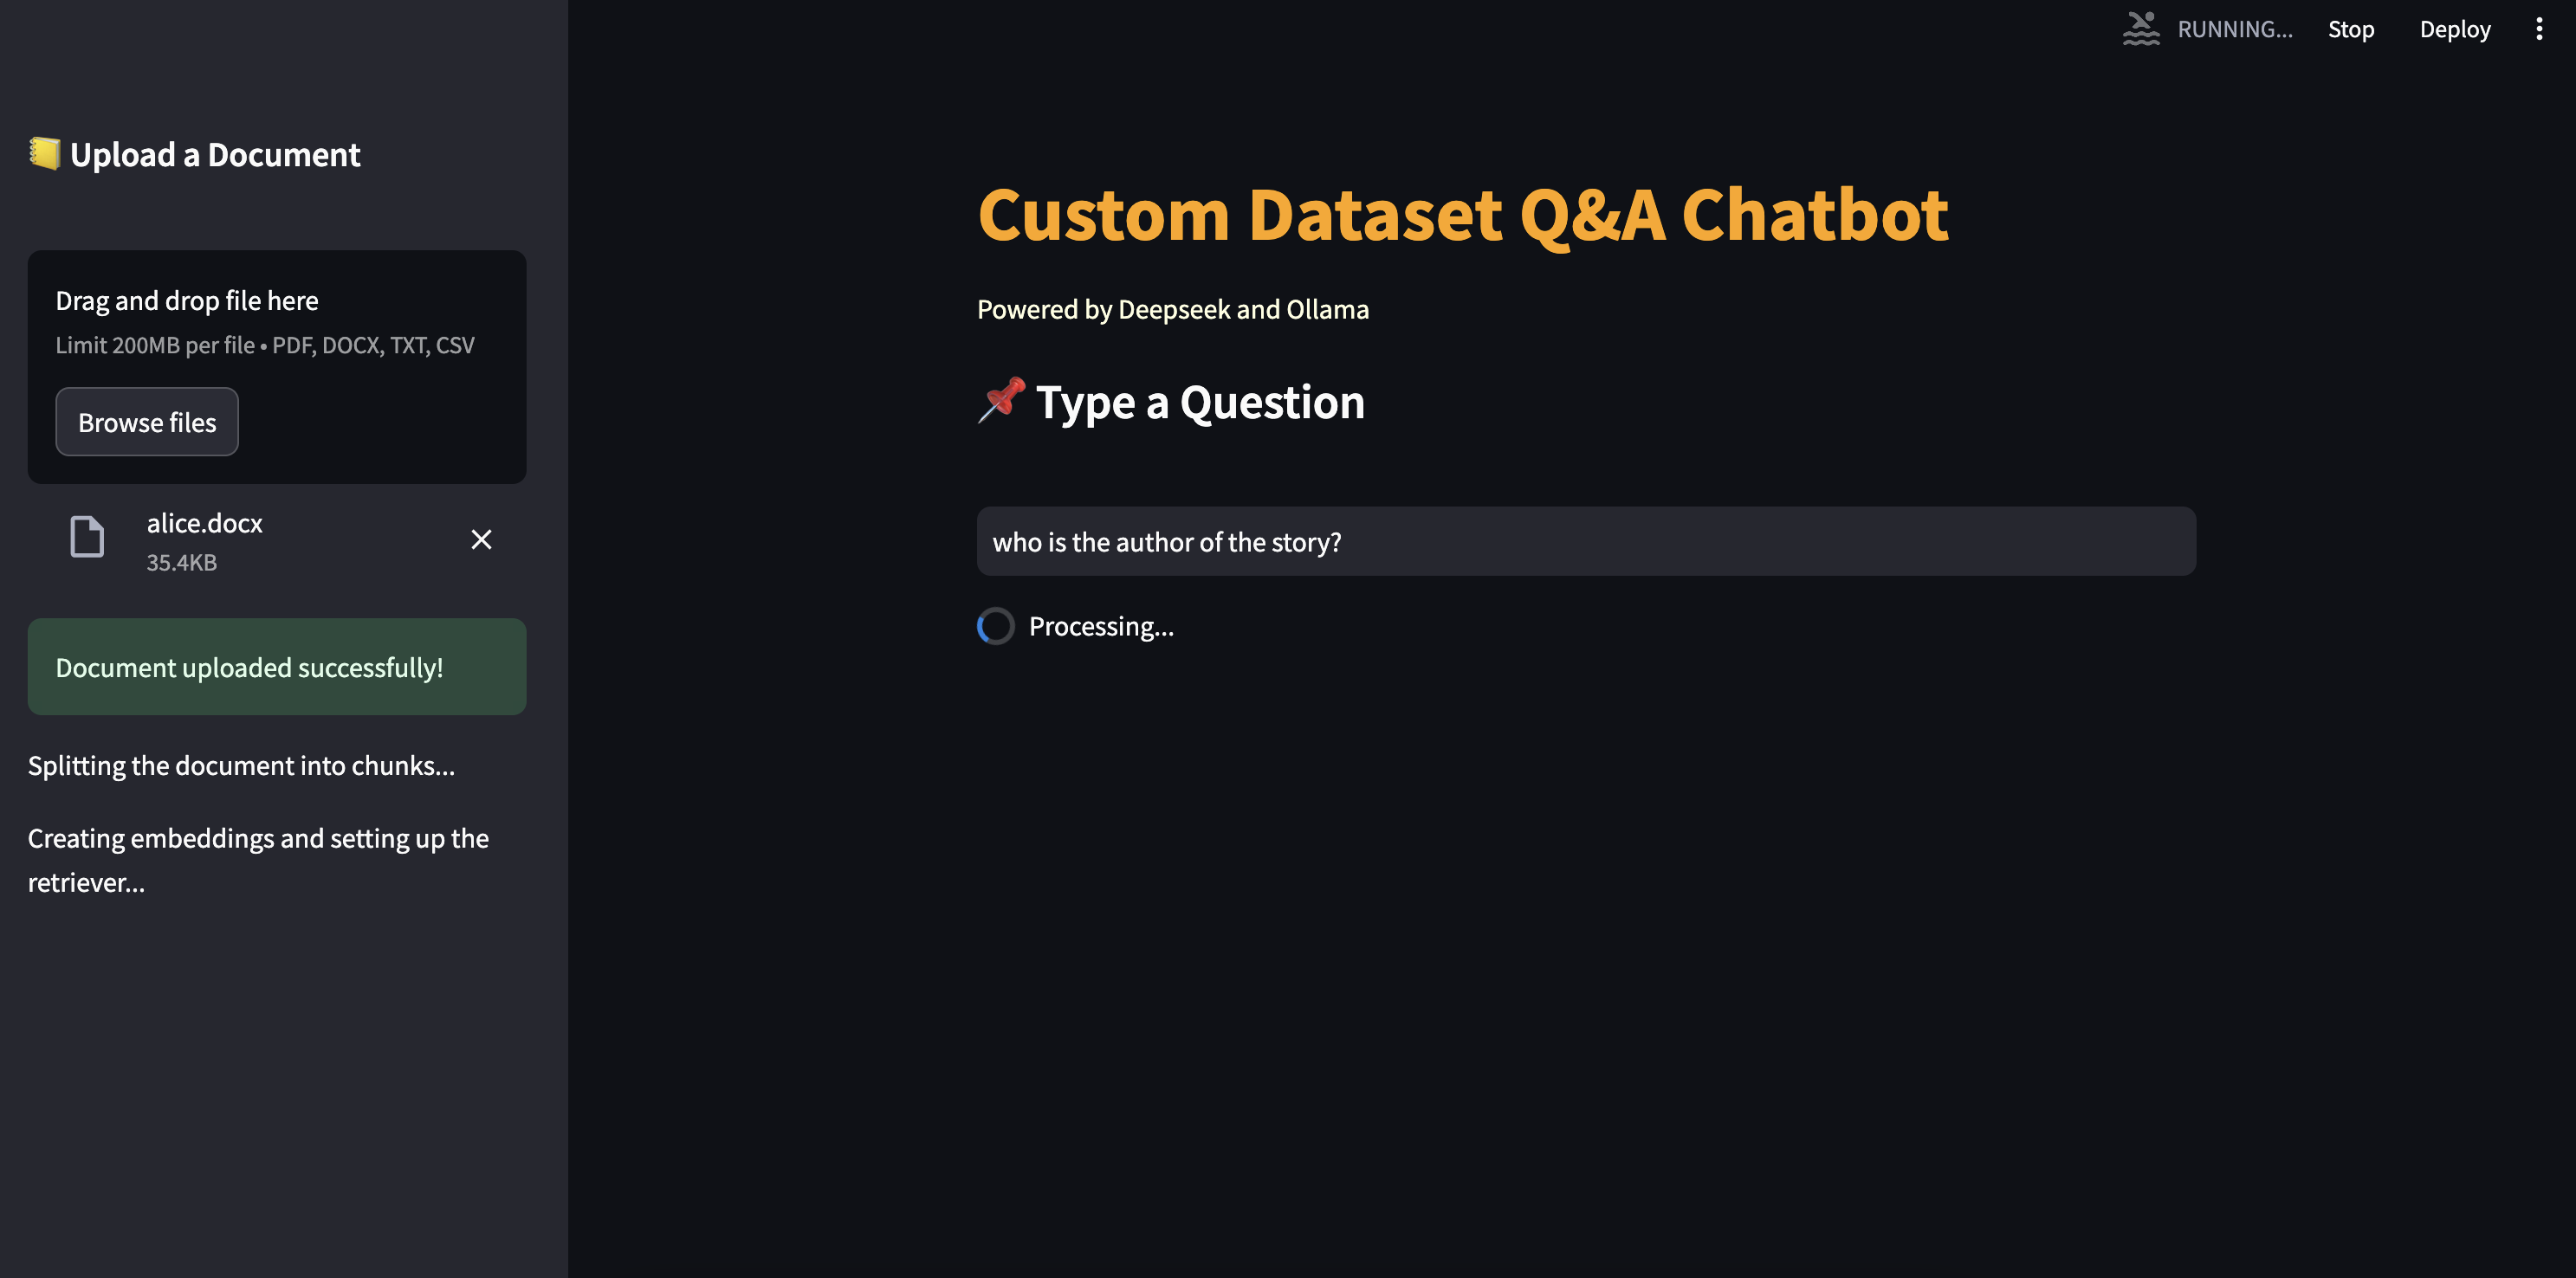 RUNNING...
Stop
Deploy
Upload a Document
Drag and drop file here
Limit 200MB per file • PDF, DOCX, TXT, CSV
Browse files
alice.docx
35.4KB
Document uploaded successfully!
Splitting the document into chunks...
Creating embeddings and setting up the
retriever...
Custom Dataset Q&A Chatbot
Powered by Deepseek and Ollama
Type a Question
who is the author of the story?
Processing...